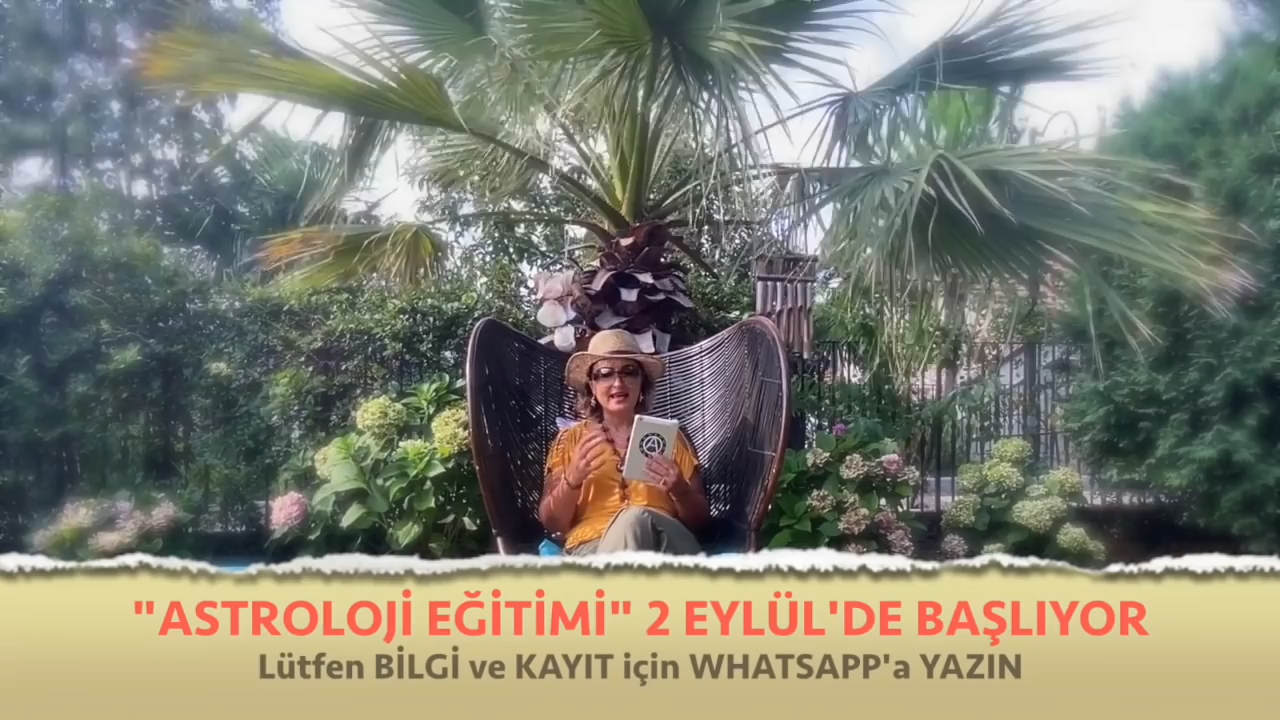 "ASTROLOJİ EĞİTİMİ" 2 EYLÜL'DE BAŞLIYOR
Lütfen BİLGİ ve KAYIT için WHATSAPP'a YAZIN